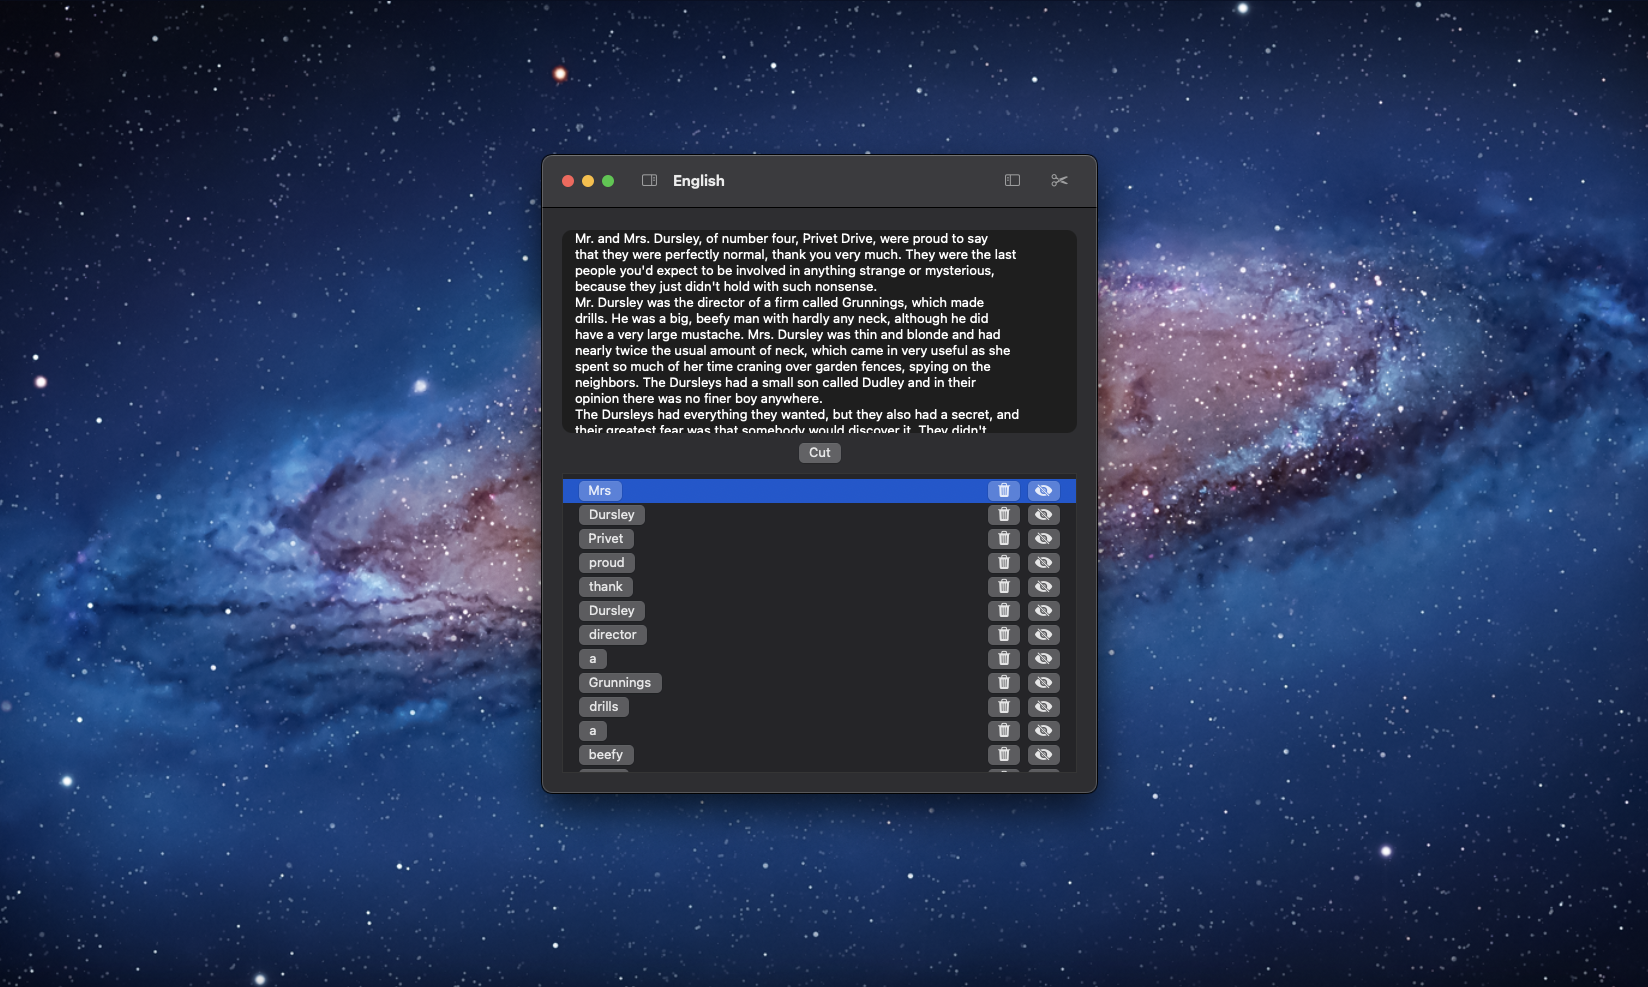 English
Mr. and Mrs. Dursley, of number four, Privet Drive, were proud to say
that they were perfectly normal, thank you very much. They were the last
people you'd expect to be involved in anything strange or mysterious,
because they just didn't hold with such nonsense.
Mr. Dursley was the director of a firm called Grunnings, which made
drills. He was a big, beefy man with hardly any neck, although he did
have a very large mustache. Mrs. Dursley was thin and blonde and had
nearly twice the usual amount of neck, which came in very useful as she
spent so much of her time craning over garden fences, spying on the
neighbors. The Dursleys had a small son called Dudley and in their
opinion there was no finer boy anywhere.
The Dursleys had everything they wanted, but they also had a secret, and
their greatest fear was that somebody would discover it. They didn't
Cut
Mrs
Dursley
Privet
proud
thank
Dursley
director
a
Grunnings
drills
a
beefy